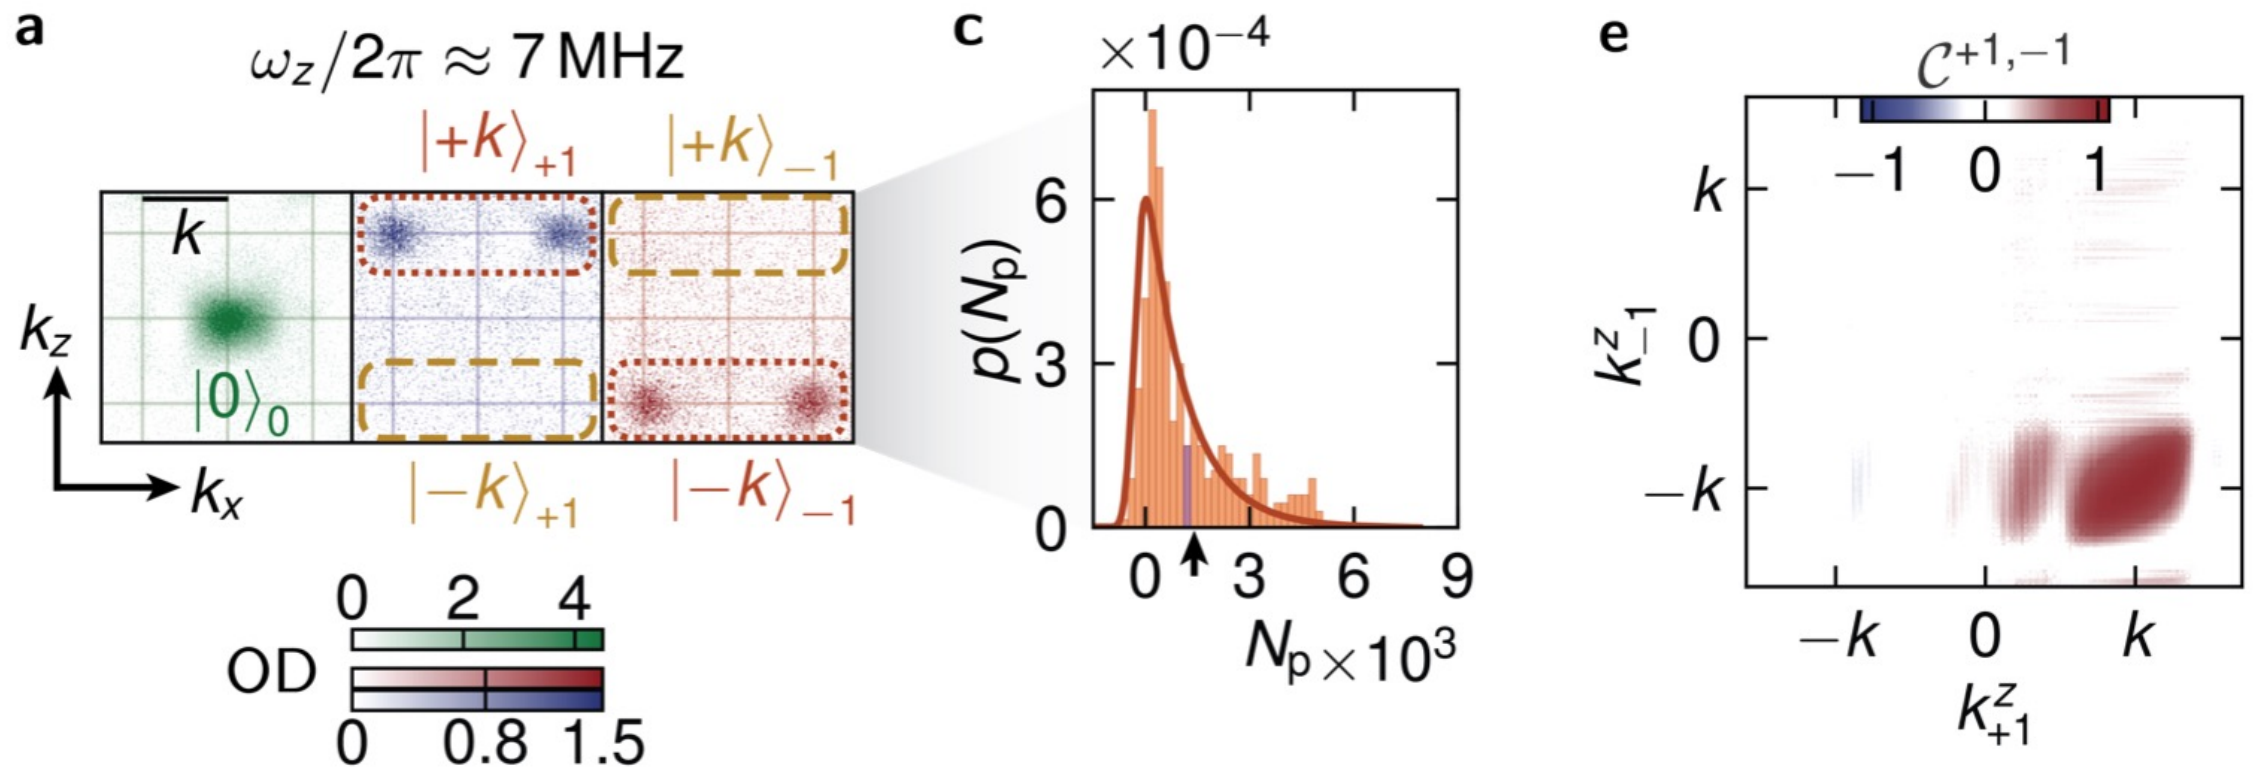 a
ω_z/2π ≈ 7 MHz
|+k⟩_{+1}
|+k⟩_{−1}
k
|0⟩_0
k_z
k_x
|−k⟩_{+1}
|−k⟩_{−1}
0 2 4
OD
0 0.8 1.5
c
×10^{−4}
p(N_p)
6
3
0
0 3 6 9
N_p×10^3
e
𝒞^{+1,−1}
−1 0 1
k^z_{−1}
k
0
−k
−k 0 k
k^z_{+1}